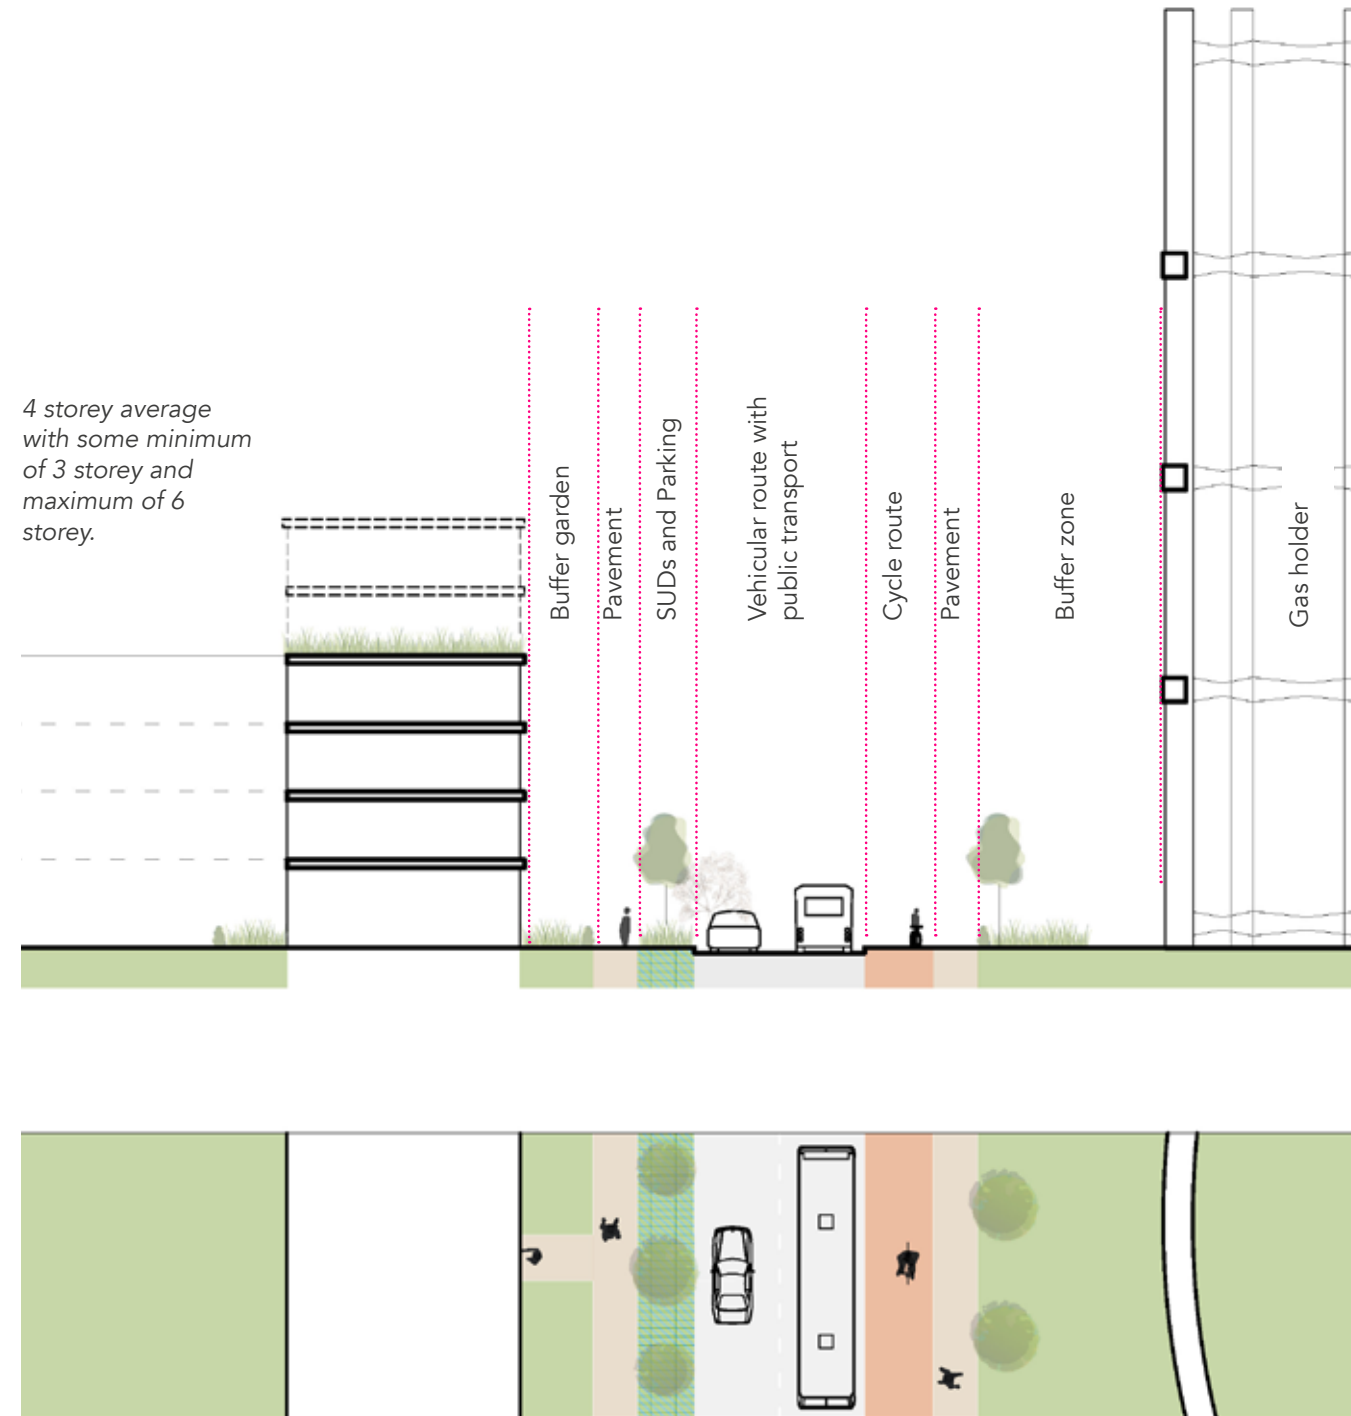 4 storey average
with some minimum
of 3 storey and
maximum of 6
storey.
Buffer garden
Pavement
SUDs and Parking
Vehicular route with
public transport
Cycle route
Pavement
Buffer zone
Gas holder